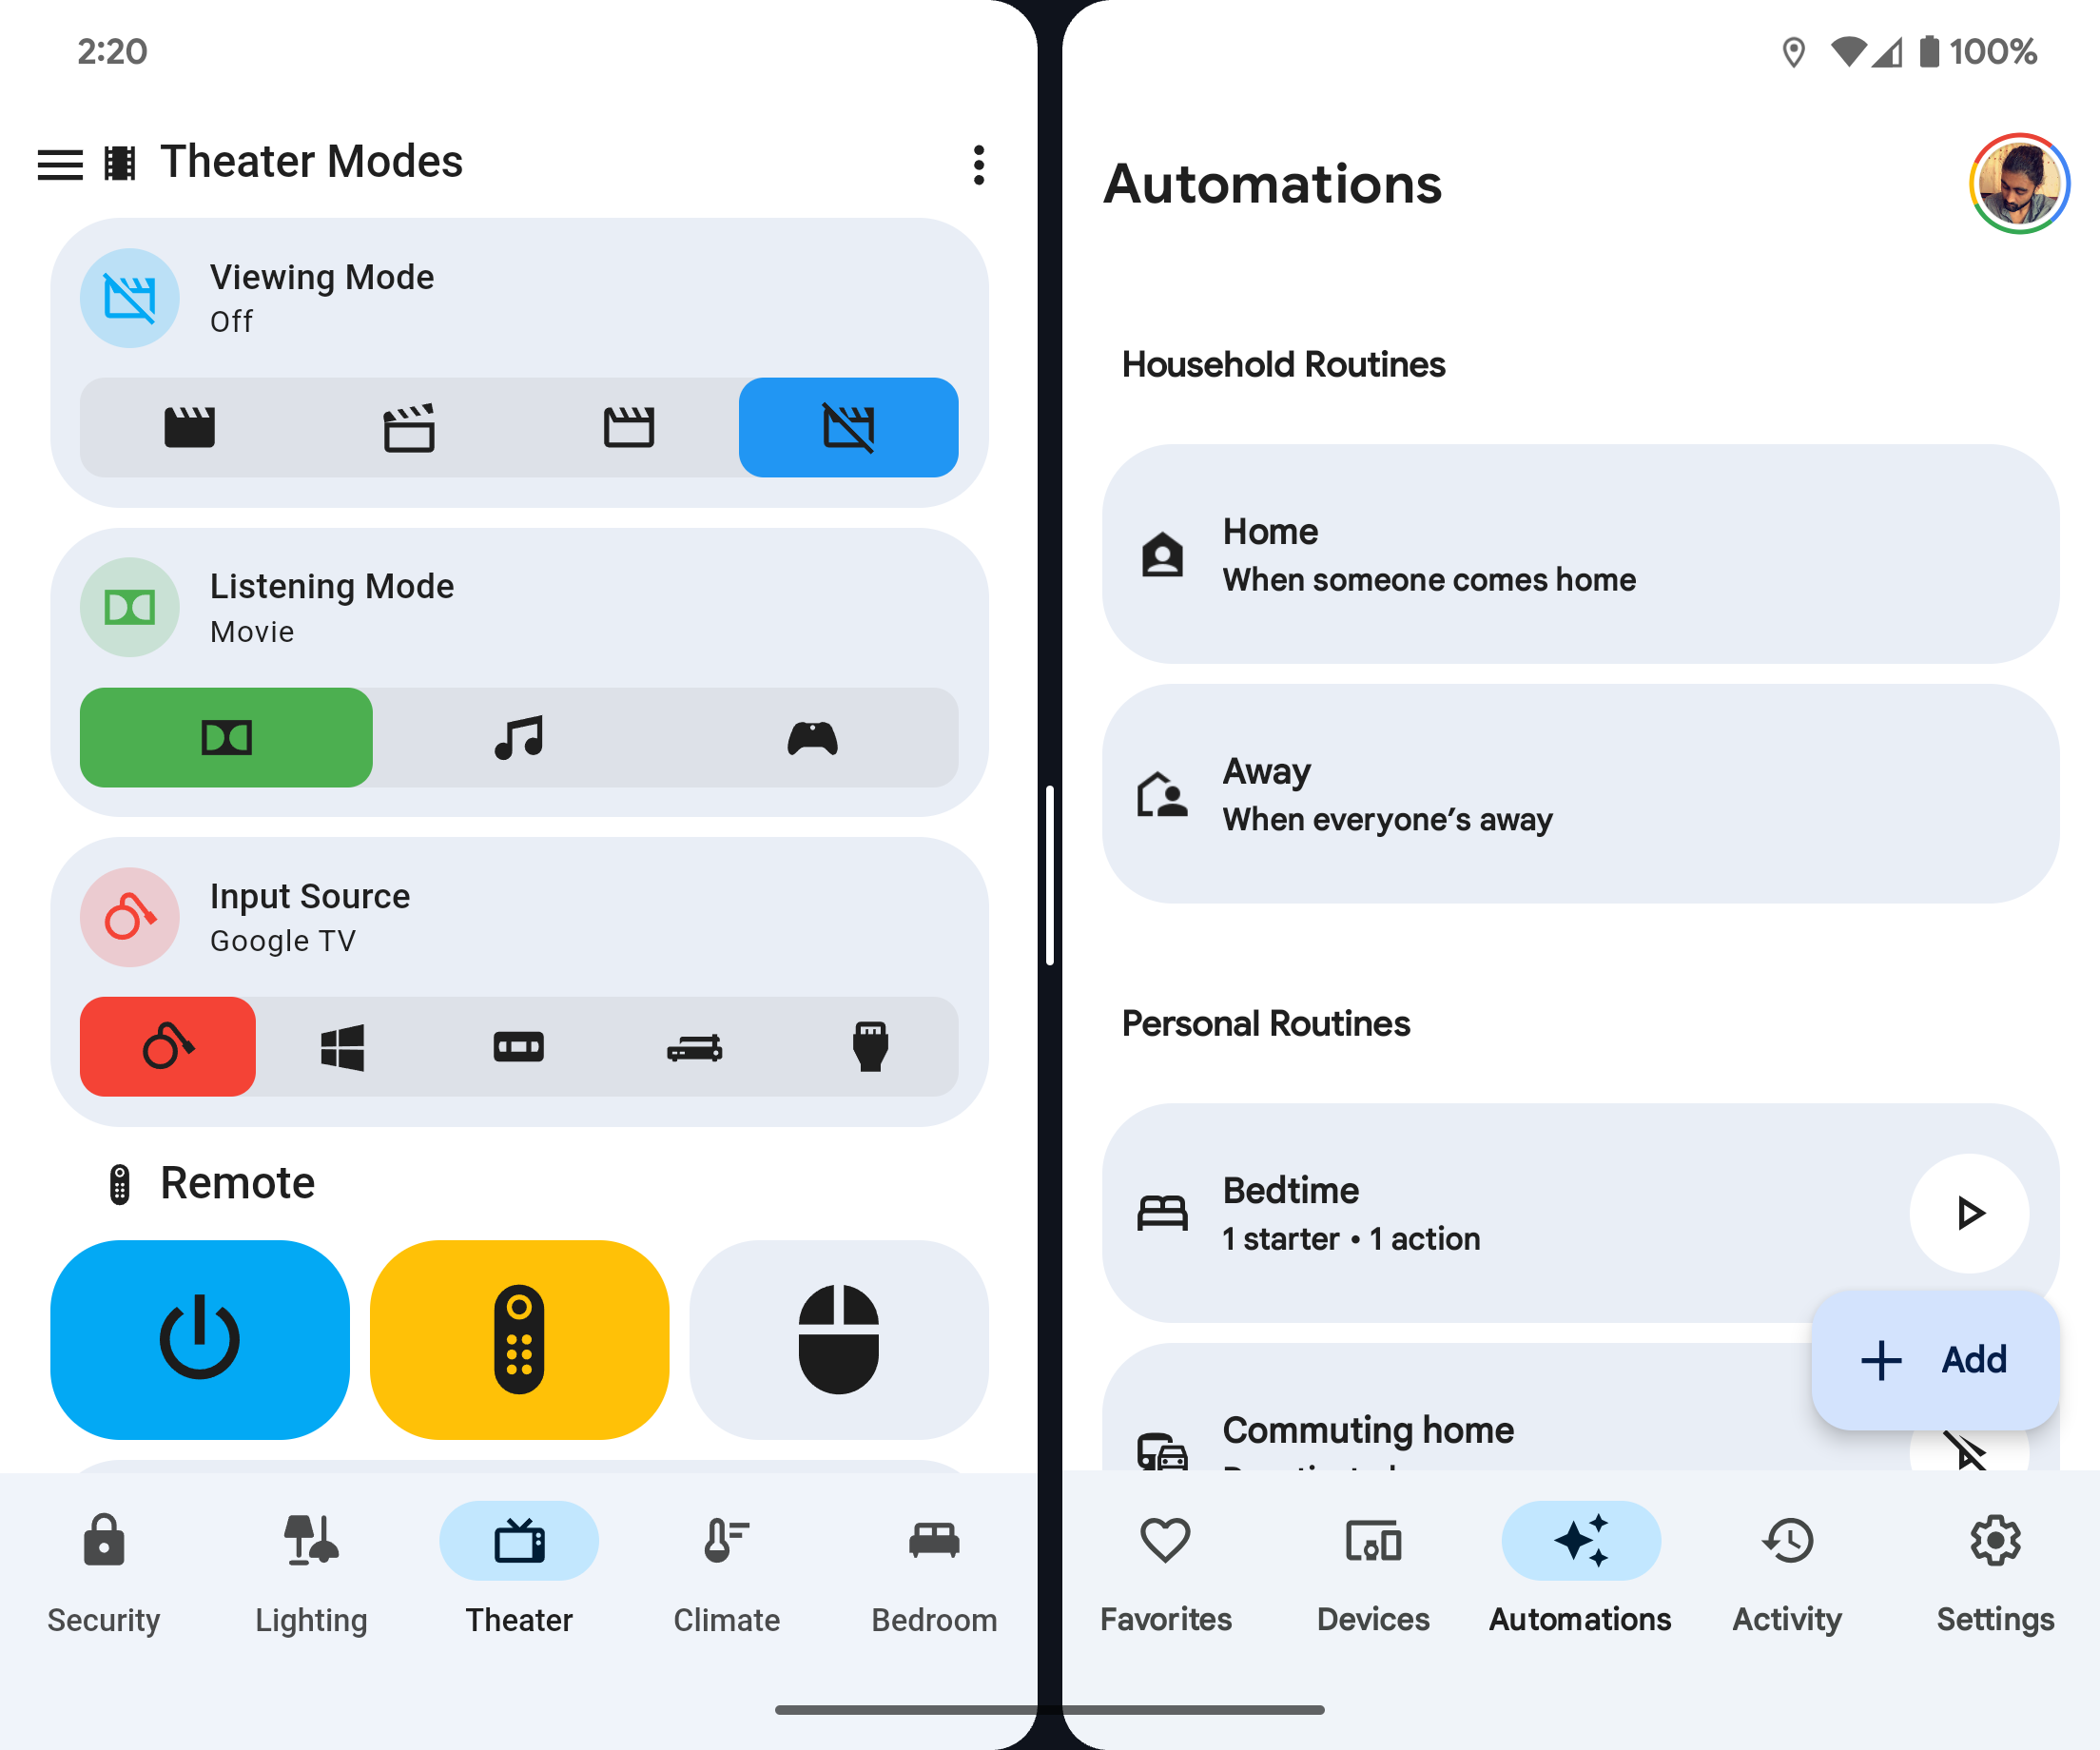 2:20
Theater Modes
Viewing Mode
Off
Listening Mode
Movie
Input Source
Google TV
Remote
Security
Lighting
Theater
Climate
Bedroom
100%
Automations
Household Routines
Home
When someone comes home
Away
When everyone’s away
Personal Routines
Bedtime
1 starter • 1 action
Add
Commuting home
Favorites
Devices
Automations
Activity
Settings